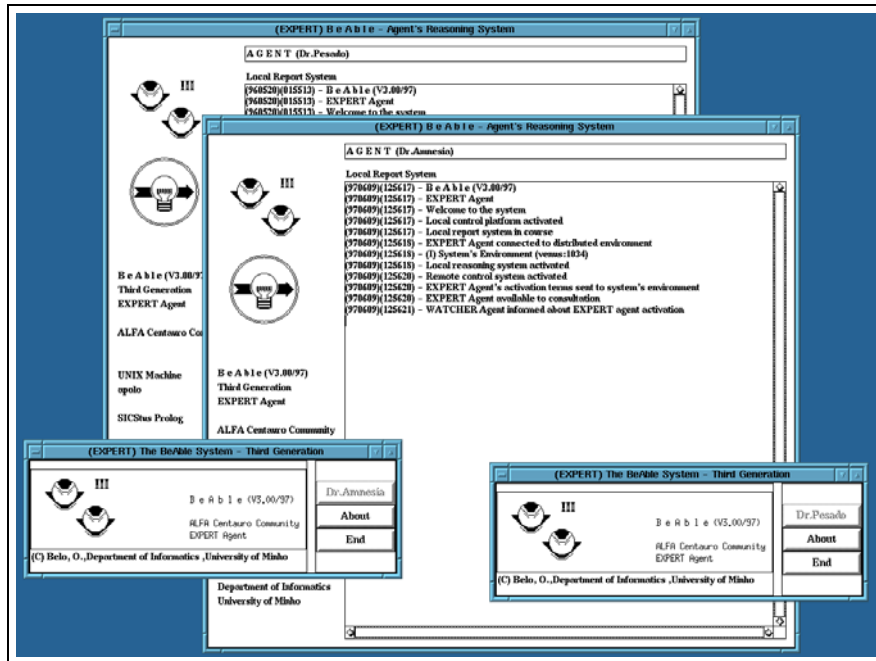 (EXPERT) B e A b l e - Agent's Reasoning System
A G E N T (Dr.Pesado)
Local Report System
III
(960520)(015513) - B e A b l e (V3.00/97)
(960520)(015513) - EXPERT Agent
(960520)(015513) - Welcome to the system
B e A b l e (V3.00/97
Third Generation
EXPERT Agent
ALFA Centauro Co
UNIX Machine
apolo
SICStus Prolog
(EXPERT) B e A b l e - Agent's Reasoning System
A G E N T (Dr.Amnesia)
Local Report System
III
(970609)(125617) - B e A b l e (V3.00/97)
(970609)(125617) - EXPERT Agent
(970609)(125617) - Welcome to the system
(970609)(125617) - Local control platform activated
(970609)(125617) - Local report system in course
(970609)(125618) - EXPERT Agent connected to distributed environment
(970609)(125618) - (I) System's Environment (venus:1034)
(970609)(125618) - Local reasoning system activated
(970609)(125620) - Remote control system activated
(970609)(125620) - EXPERT Agent's activation terms sent to system's environment
(970609)(125620) - EXPERT Agent available to consultation
(970609)(125621) - WATCHER Agent informed about EXPERT agent activation
B e A b l e (V3.00/97)
Third Generation
EXPERT Agent
ALFA Centauro Community
Department of Informatics
University of Minho
(EXPERT) The BeAble System - Third Generation
III
B e A b l e (V3.00/97)
ALFA Centauro Community
EXPERT Agent
Dr.Amnesia
About
End
(C) Belo, O.,Department of Informatics ,University of Minho
(EXPERT) The BeAble System - Third Generation
III
B e A b l e (V3.00/97)
ALFA Centauro Community
EXPERT Agent
Dr.Pesado
About
End
(C) Belo, O.,Department of Informatics ,University of Minho